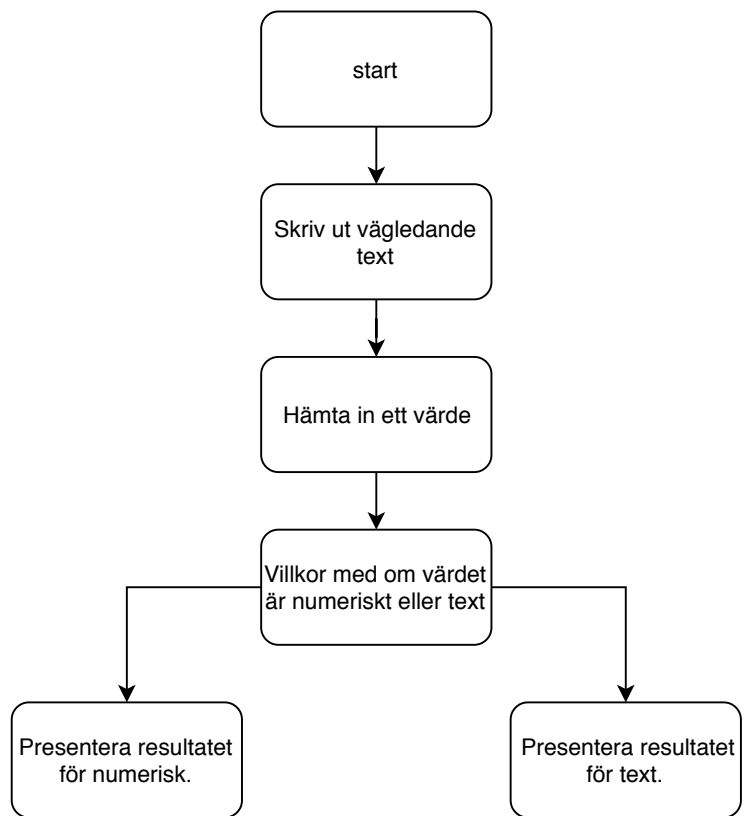 start
Skriv ut vägledande
text
Hämta in ett värde
Villkor med om värdet
är numeriskt eller text
Presentera resultatet
för numerisk.
Presentera resultatet
för text.